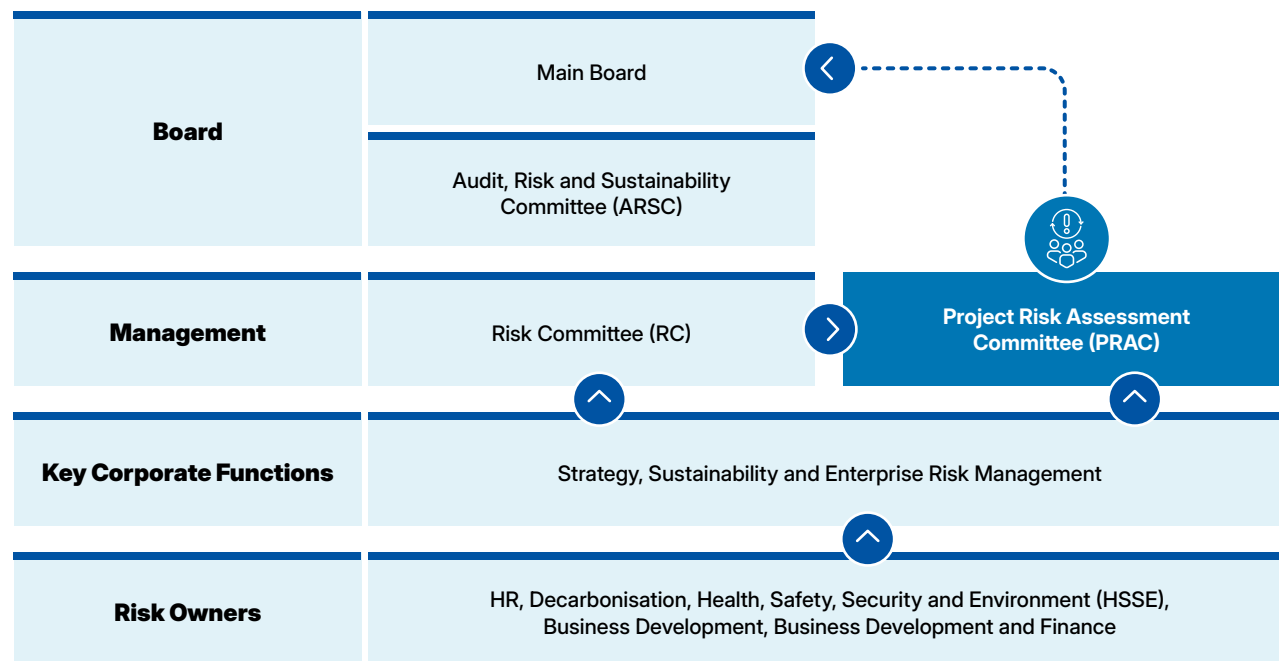 Board
Main Board
Audit, Risk and Sustainability
Committee (ARSC)
Management
Risk Committee (RC)
Project Risk Assessment
Committee (PRAC)
Key Corporate Functions
Strategy, Sustainability and Enterprise Risk Management
Risk Owners
HR, Decarbonisation, Health, Safety, Security and Environment (HSSE),
Business Development, Business Development and Finance